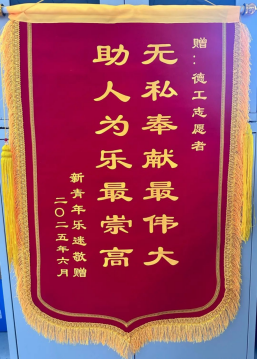 赠：德工志愿者
无私奉献最伟大
助人为乐最崇高
新青年乐速敬赠
二〇二五年六月